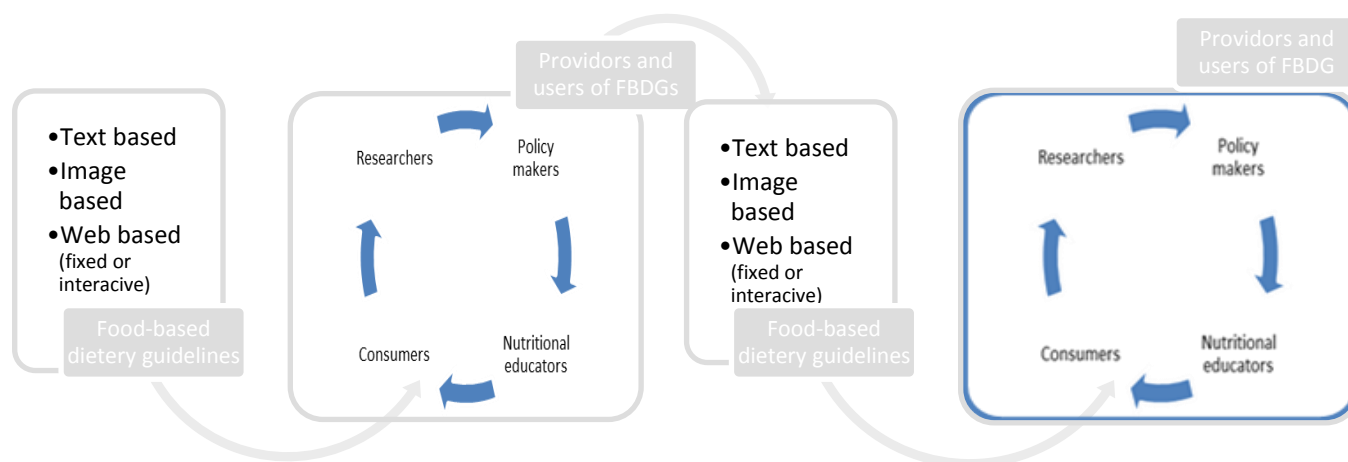 •Text based
•Image
based
•Web based
(fixed or
interacive)
Food-based
dietery guidelines
Providors and
users of FBDGs
Researchers
Policy
makers
Nutritional
educators
Consumers
•Text based
•Image
based
•Web based
(fixed or
interacive)
Food-based
dietery guidelines
Providors and
users of FBDG
Researchers
Policy
makers
Nutritional
educators
Consumers